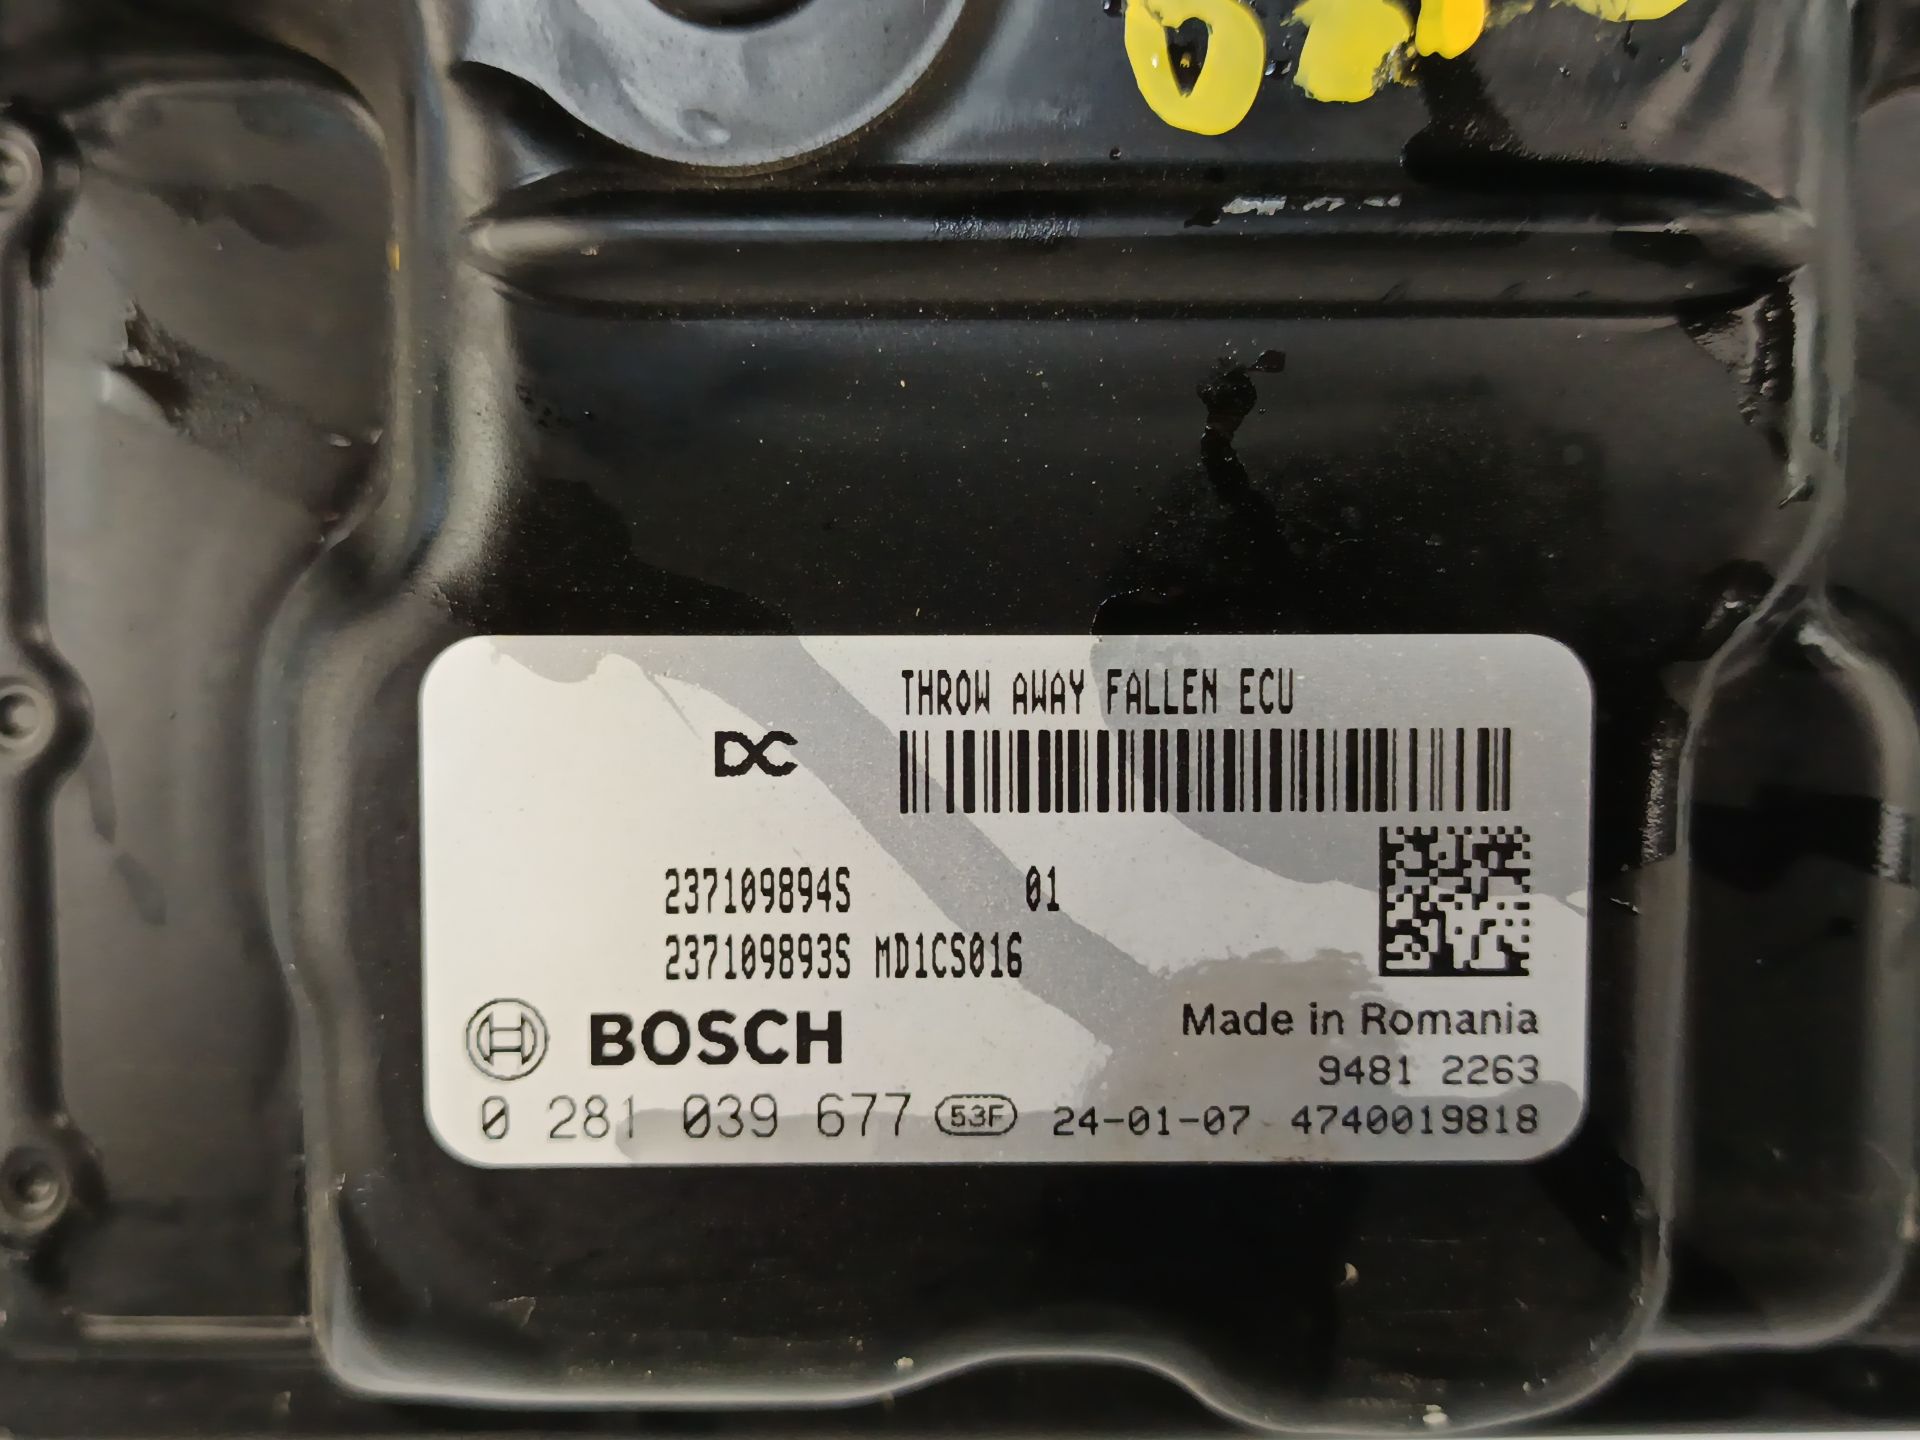 THROW AWAY FALLEN ECU
DC
237109894S 01
237109893S MD1CS016
BOSCH
Made in Romania
9481 2263
0 281 039 677 53F 24-01-07 4740019818